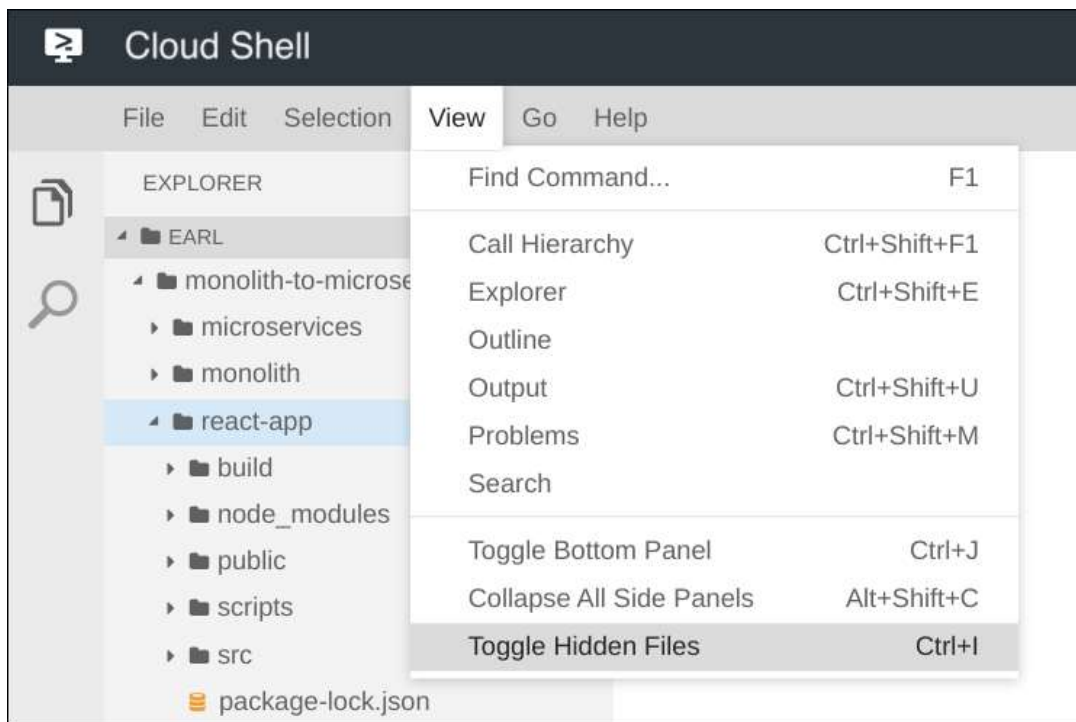 Cloud Shell
File Edit Selection View Go Help
EXPLORER
EARL
monolith-to-microse
microservices
monolith
react-app
build
node_modules
public
scripts
src
package-lock.json
Find Command... F1
Call Hierarchy Ctrl+Shift+F1
Explorer Ctrl+Shift+E
Outline
Output Ctrl+Shift+U
Problems Ctrl+Shift+M
Search
Toggle Bottom Panel Ctrl+J
Collapse All Side Panels Alt+Shift+C
Toggle Hidden Files Ctrl+I